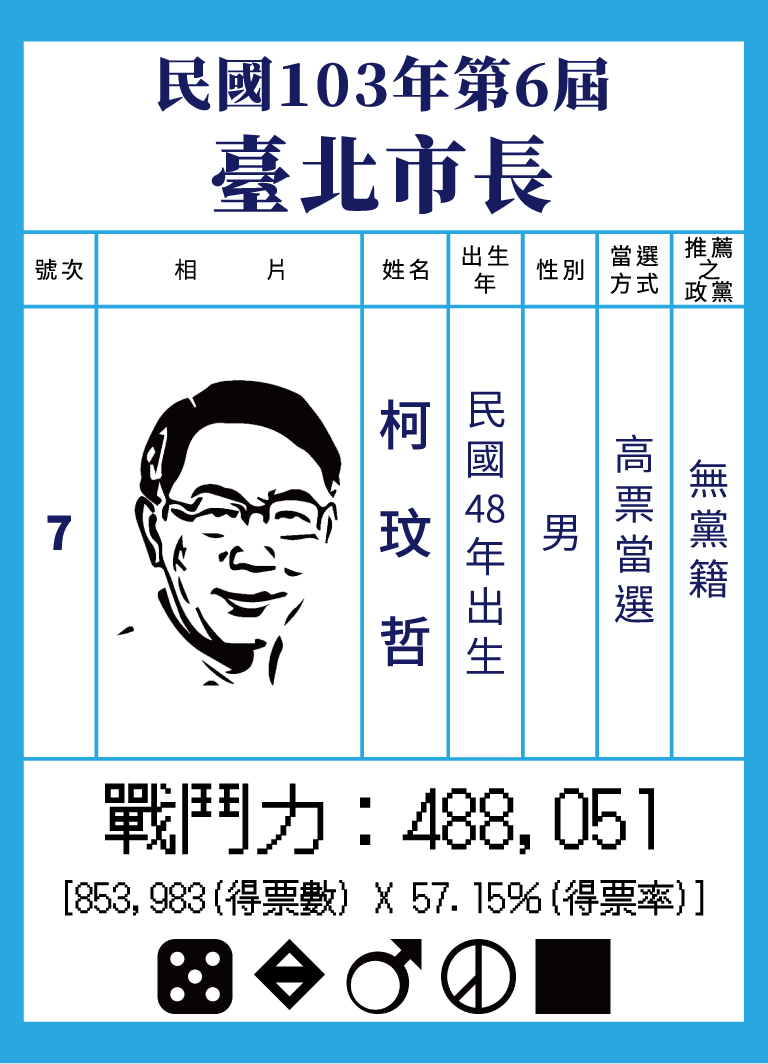 民國103年第6屆
臺北市長
號次
相片
姓名
出生
年
性別
當選
方式
推薦
之
政黨
7
柯玟哲
民國48年出生
男
高票當選
無黨籍
戰鬥力：488,051
[853,983(得票數) X 57.15%(得票率)]